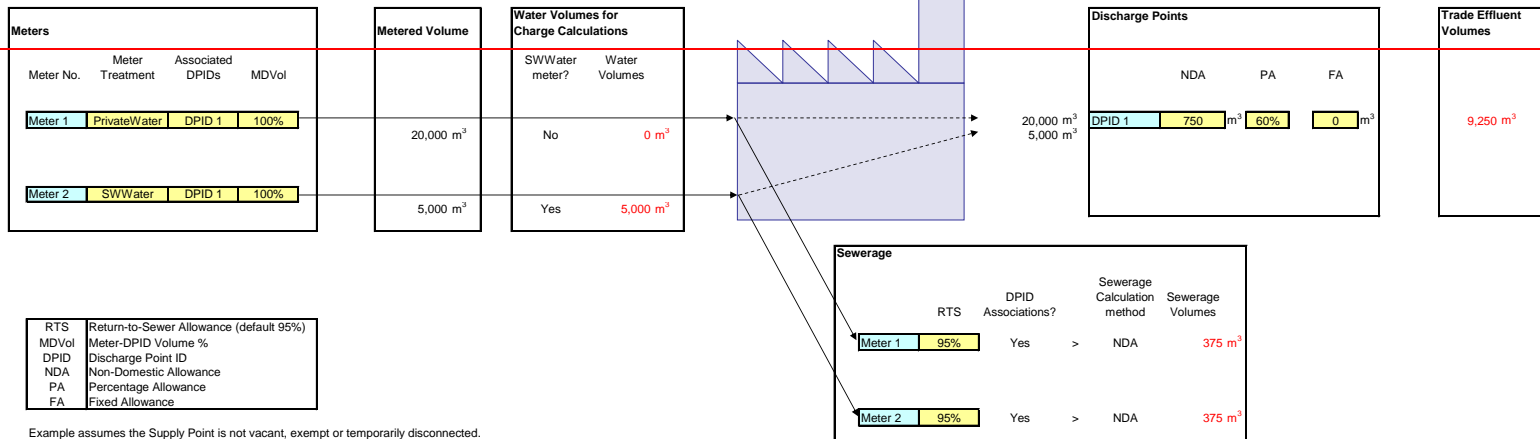 Meters
Meter No. Meter Treatment Associated DPIDs MDVol
Meter 1 PrivateWater DPID 1 100%
Meter 2 SWWater DPID 1 100%
Metered Volume
20,000 m³
5,000 m³
Water Volumes for
Charge Calculations
SWWater meter? Water Volumes
No 0 m³
Yes 5,000 m³
20,000 m³
5,000 m³
Discharge Points
NDA PA FA
DPID 1 750 m³ 60% 0 m³
Trade Effluent
Volumes
9,250 m³
Sewerage
RTS DPID Associations? Sewerage Calculation method Sewerage Volumes
Meter 1 95% Yes > NDA 375 m³
Meter 2 95% Yes > NDA 375 m³
RTS Return-to-Sewer Allowance (default 95%)
MDVol Meter-DPID Volume %
DPID Discharge Point ID
NDA Non-Domestic Allowance
PA Percentage Allowance
FA Fixed Allowance
Example assumes the Supply Point is not vacant, exempt or temporarily disconnected.